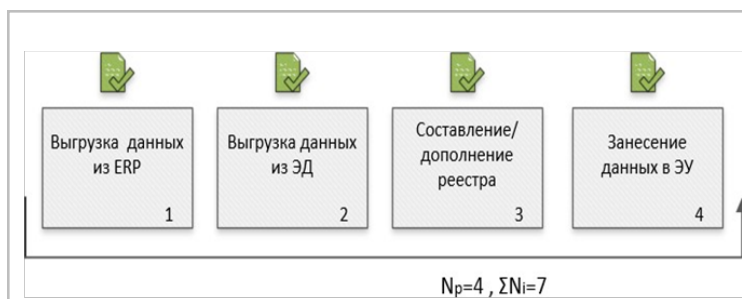 Выгрузка данных
из ERP
1
Выгрузка данных
из ЭД
2
Составление/
дополнение
реестра
3
Занесение
данных в ЭУ
4
Np=4 , ΣNi=7